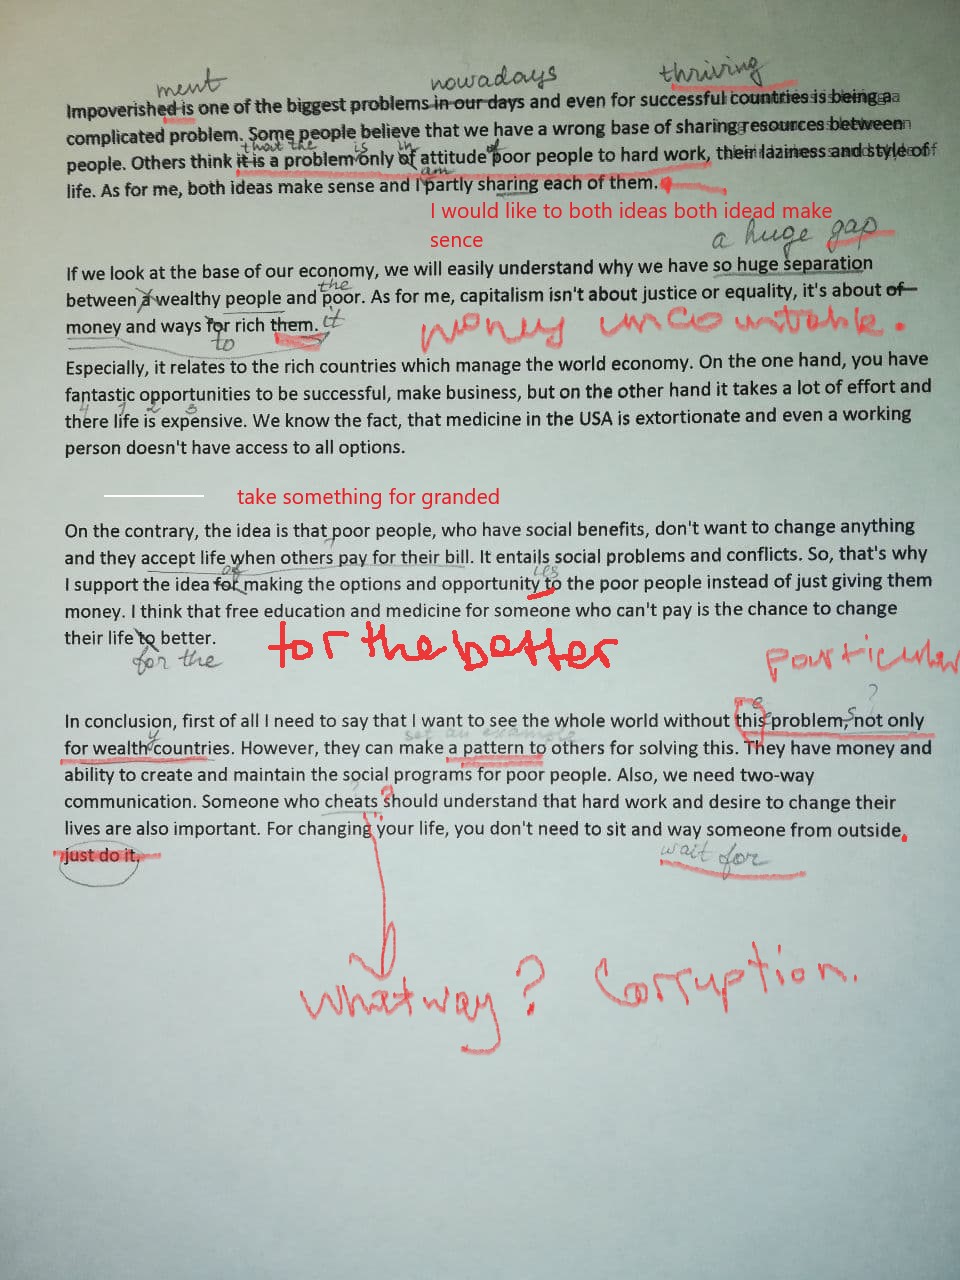 ment nowadays thriving
Impoverished is one of the biggest problems in our days and even for successful countries is being a
complicated problem. Some people believe that we have a wrong base of sharing resources between
that the is in of
people. Others think it is a problem only of attitude poor people to hard work, their laziness and style of
am
life. As for me, both ideas make sense and I partly sharing each of them.
I would like to both ideas both idead make
sence
a huge gap
If we look at the base of our economy, we will easily understand why we have so huge separation
the
between a wealthy people and poor. As for me, capitalism isn't about justice or equality, it's about of
money and ways for rich them. it
to
money uncountable.
Especially, it relates to the rich countries which manage the world economy. On the one hand, you have
fantastic opportunities to be successful, make business, but on the other hand it takes a lot of effort and
4 1 2 3
there life is expensive. We know the fact, that medicine in the USA is extortionate and even a working
person doesn't have access to all options.
take something for granded
On the contrary, the idea is that poor people, who have social benefits, don't want to change anything
and they accept life when others pay for their bill. It entails social problems and conflicts. So, that's why
of ies
I support the idea for making the options and opportunity to the poor people instead of just giving them
money. I think that free education and medicine for someone who can't pay is the chance to change
their life to better.
for the
for the better
particular
?
e s
In conclusion, first of all I need to say that I want to see the whole world without this problem, not only
y set an example
for wealth countries. However, they can make a pattern to others for solving this. They have money and
ability to create and maintain the social programs for poor people. Also, we need two-way
communication. Someone who cheats should understand that hard work and desire to change their
lives are also important. For changing your life, you don't need to sit and way someone from outside,
wait for
just do it.
What way? Corruption.